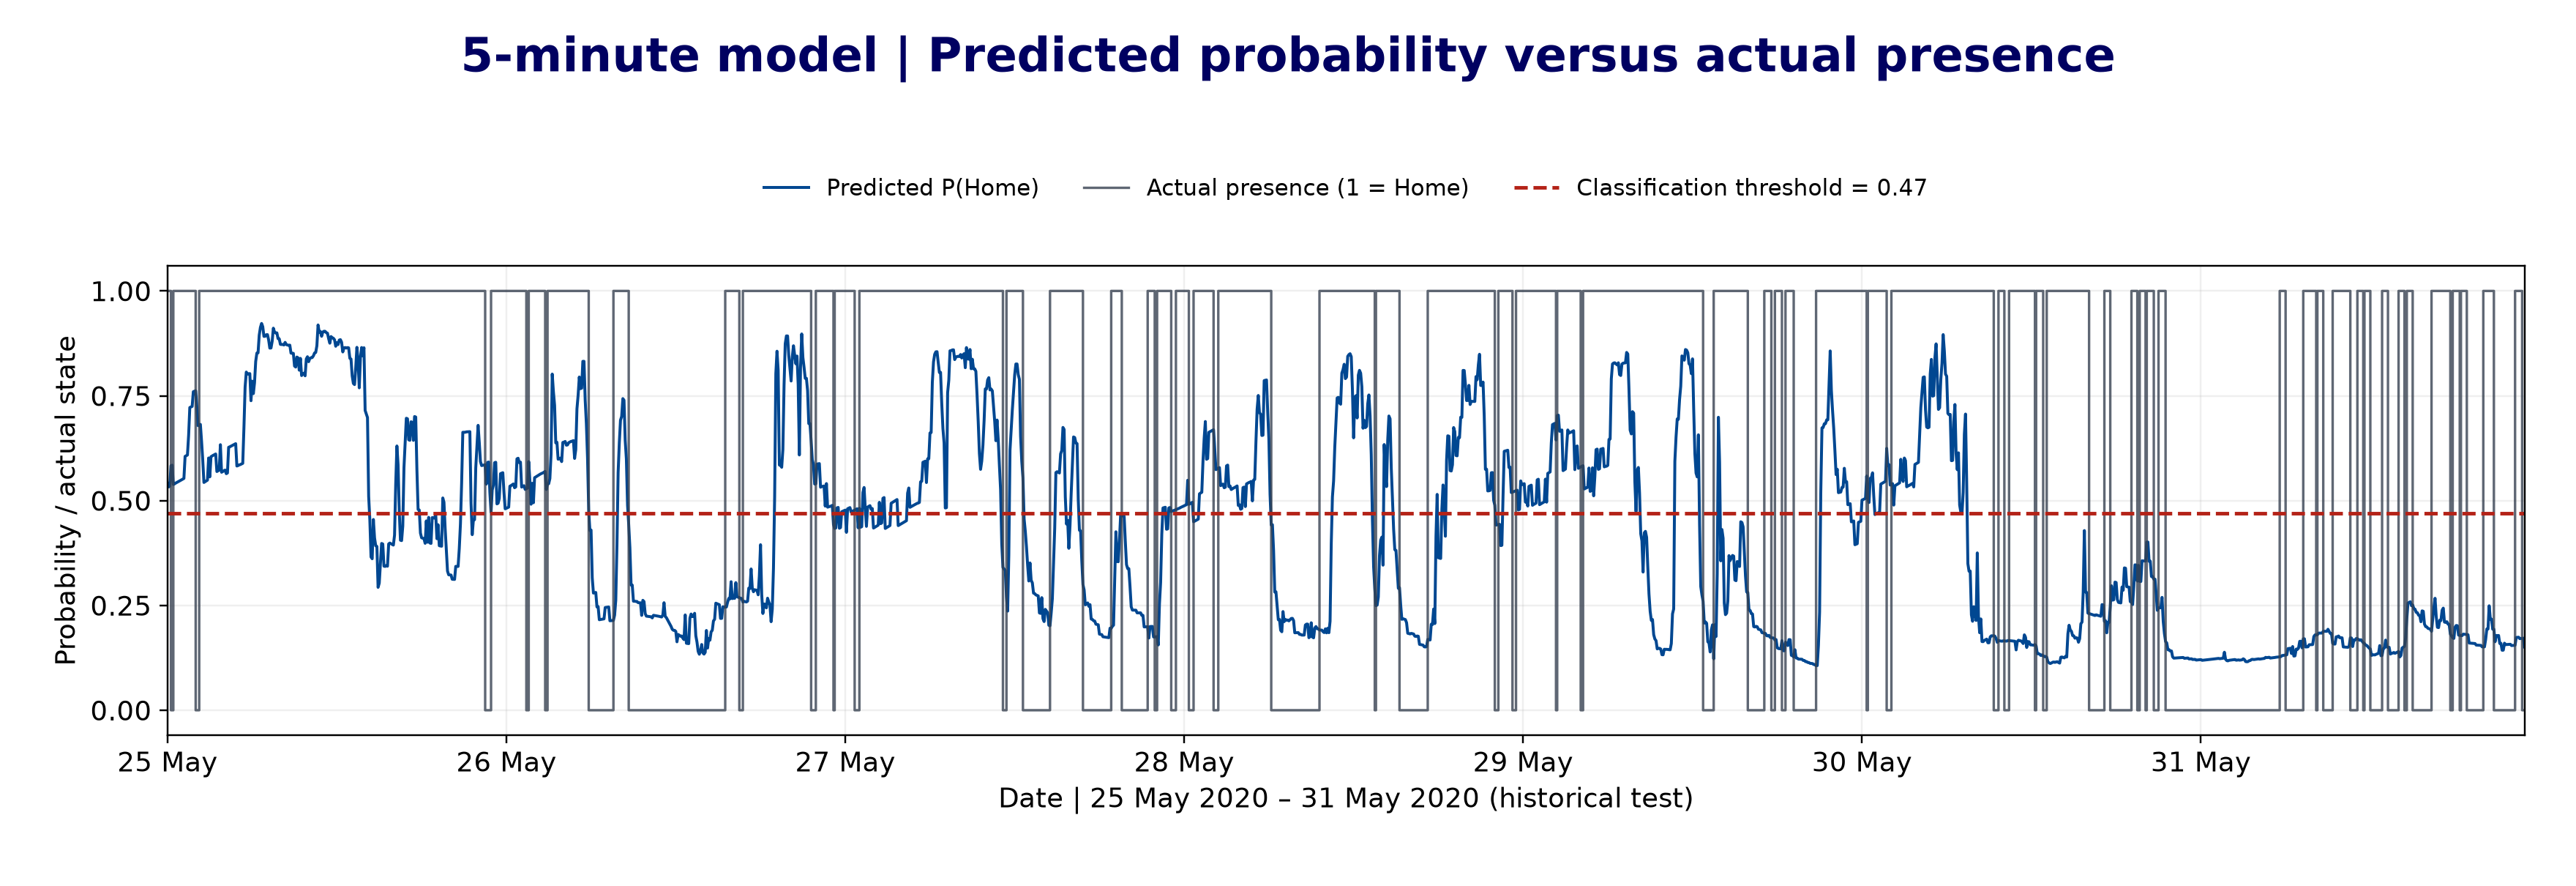 5-minute model | Predicted probability versus actual presence
Predicted P(Home)
Actual presence (1 = Home)
Classification threshold = 0.47
Probability / actual state
1.00
0.75
0.50
0.25
0.00
25 May
26 May
27 May
28 May
29 May
30 May
31 May
Date | 25 May 2020 – 31 May 2020 (historical test)